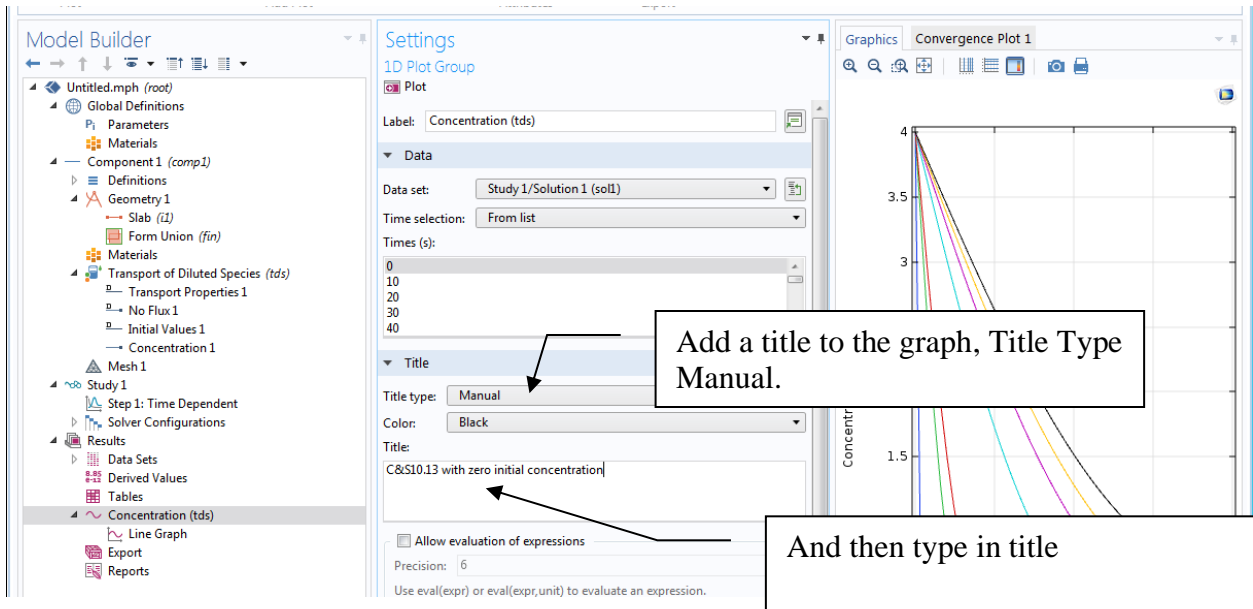 Model Builder
Untitled.mph (root)
Global Definitions
Pi Parameters
Materials
Component 1 (comp1)
Definitions
Geometry 1
Slab (i1)
Form Union (fin)
Materials
Transport of Diluted Species (tds)
Transport Properties 1
No Flux 1
Initial Values 1
Concentration 1
Mesh 1
Study 1
Step 1: Time Dependent
Solver Configurations
Results
Data Sets
8.85
e-12
Derived Values
Tables
Concentration (tds)
Line Graph
Export
Reports
Settings
1D Plot Group
Plot
Label: Concentration (tds)
Data
Data set: Study 1/Solution 1 (sol1)
Time selection: From list
Times (s):
0
10
20
30
40
Title
Title type: Manual
Color: Black
Title:
C&S10.13 with zero initial concentration
Allow evaluation of expressions
Precision: 6
Use eval(expr) or eval(expr,unit) to evaluate an expression.
Graphics Convergence Plot 1
4
3.5
3
1.5
Concentr
Add a title to the graph, Title Type
Manual.
And then type in title